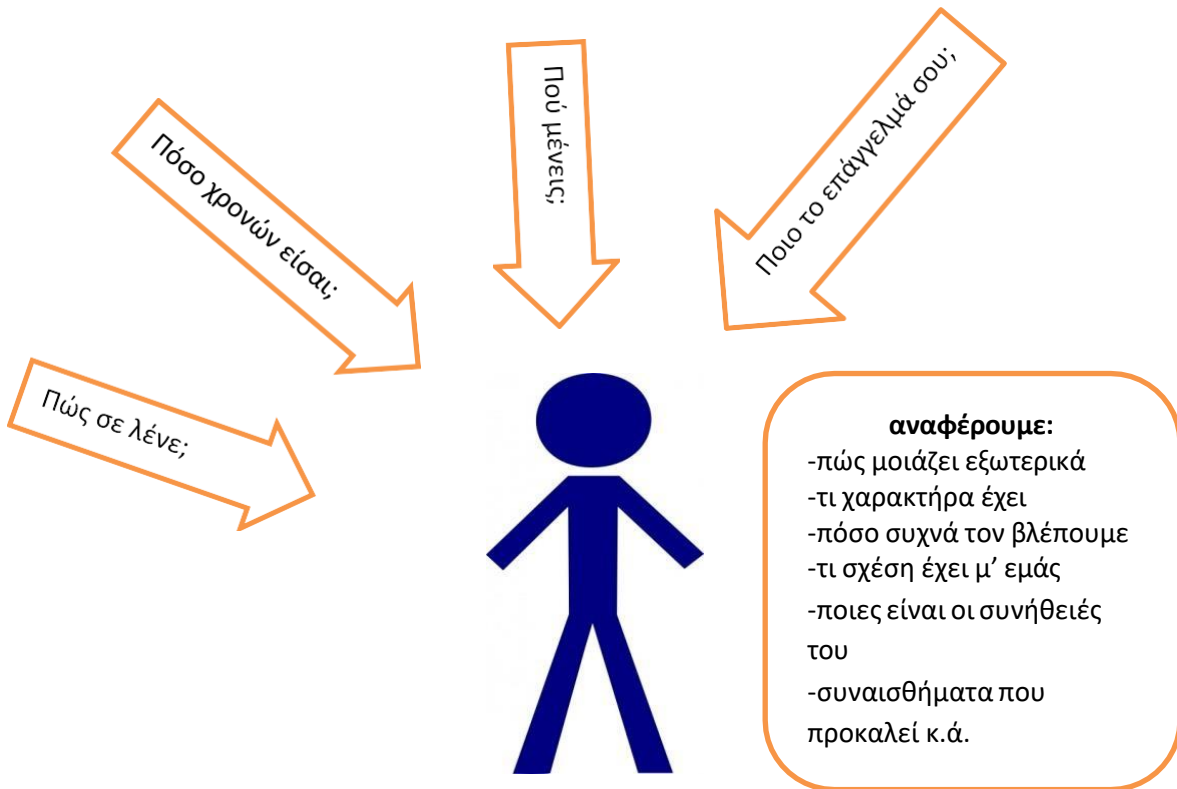 Πώς σε λένε;
Πόσο χρονών είσαι;
Πού μένεις;
Ποιο το επάγγελμά σου;
αναφέρουμε:
-πώς μοιάζει εξωτερικά
-τι χαρακτήρα έχει
-πόσο συχνά τον βλέπουμε
-τι σχέση έχει μ’ εμάς
-ποιες είναι οι συνήθειές
του
-συναισθήματα που
προκαλεί κ.ά.